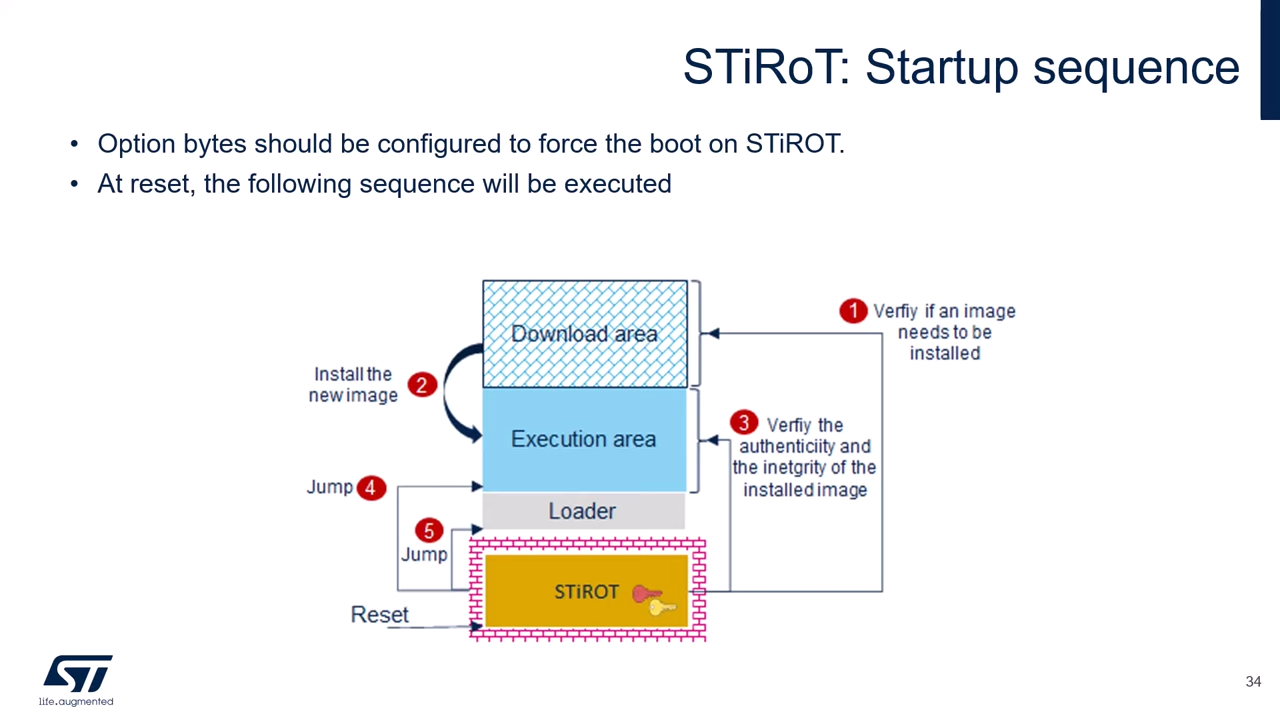 STiRoT: Startup sequence
• Option bytes should be configured to force the boot on STiROT.
• At reset, the following sequence will be executed
Download area
1 Verfiy if an image
needs to be
installed
Install the
new image
2
Execution area
3 Verfiy the
authenticiity and
the inetgrity of the
installed image
Jump 4
Loader
5
Jump
STiROT
Reset
ST
life.augmented
34